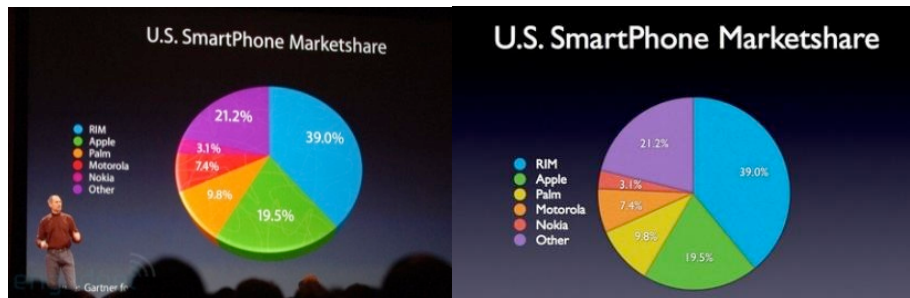 U.S. SmartPhone Marketshare
21.2%
39.0%
3.1%
7.4%
9.8%
19.5%
RIM
Apple
Palm
Motorola
Nokia
Other
engadget
Gartner
U.S. SmartPhone Marketshare
21.2%
39.0%
3.1%
7.4%
9.8%
19.5%
RIM
Apple
Palm
Motorola
Nokia
Other